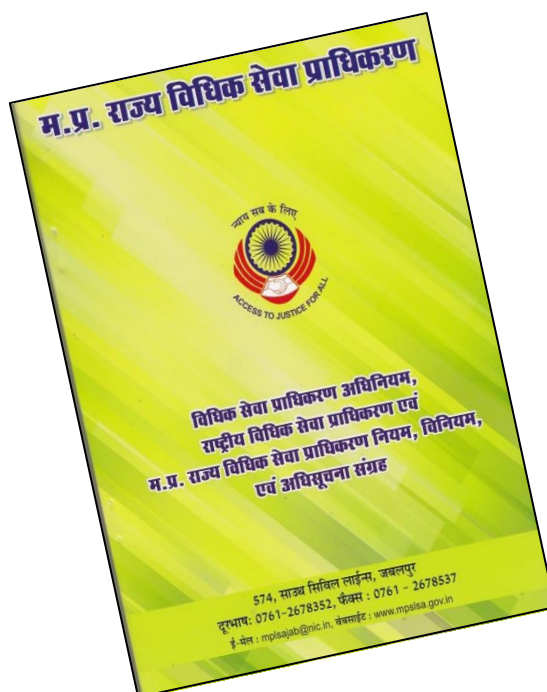 म.प्र. राज्य विधिक सेवा प्राधिकरण
न्याय सब के लिए
ACCESS TO JUSTICE FOR ALL
विधिक सेवा प्राधिकरण अधिनियम,
राष्ट्रीय विधिक सेवा प्राधिकरण एवं
म.प्र. राज्य विधिक सेवा प्राधिकरण नियम, विनियम,
एवं अधिसूचना संग्रह
574, साउथ सिविल लाईन्स, जबलपुर
दूरभाष: 0761-2678352, फैक्स : 0761 - 2678537
ई-मेल : mplsajab@nic.in, वेबसाईट : www.mpslsa.gov.in